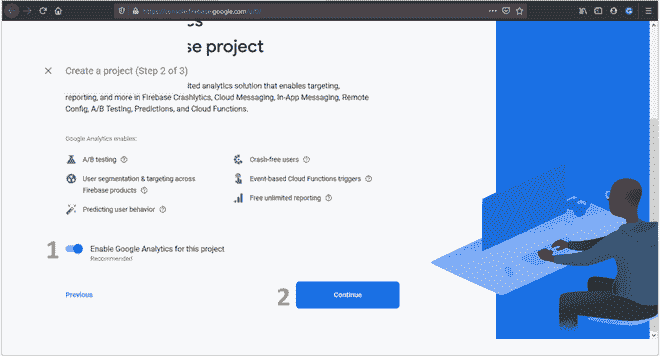 google.com
se project
Create a project (Step 2 of 3)
ited analytics solution that enables targeting,
reporting, and more in Firebase Crashlytics, Cloud Messaging, In-App Messaging, Remote
Config, A/B Testing, Predictions, and Cloud Functions.
Google Analytics enables:
A/B testing
Crash-free users
User segmentation & targeting across
Firebase products
Event-based Cloud Functions triggers
Predicting user behavior
Free unlimited reporting
1
Enable Google Analytics for this project
Recommended
Previous
2
Continue